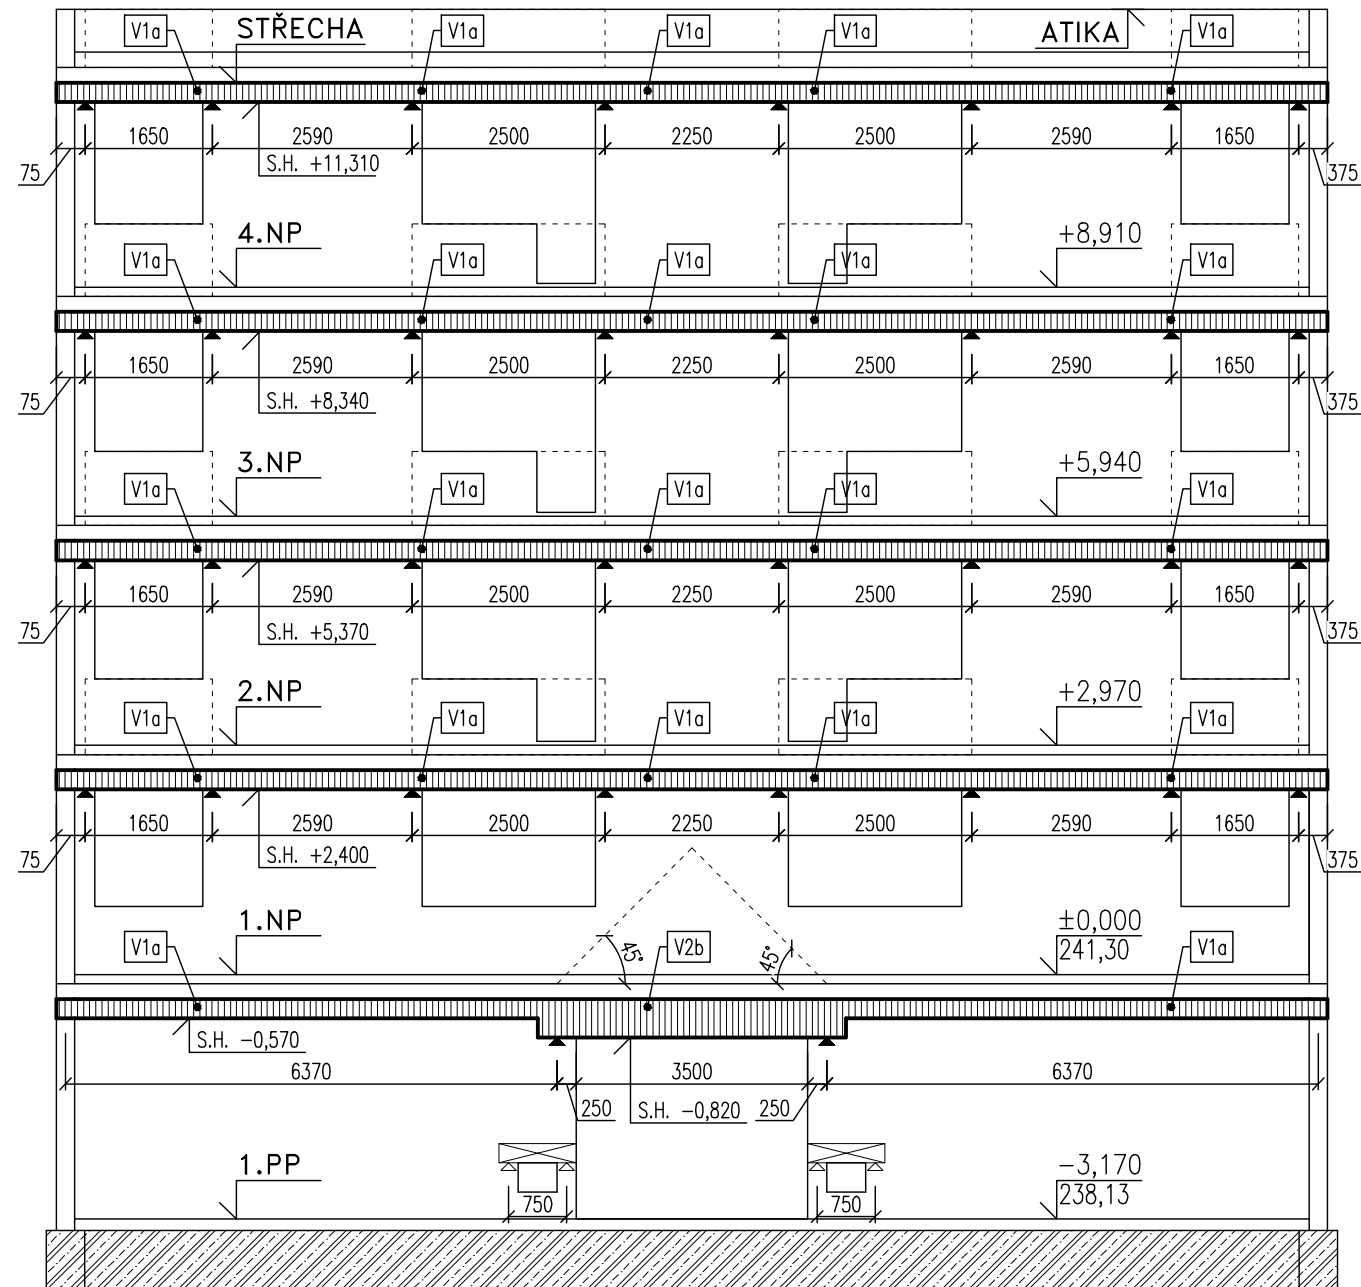 V1a STŘECHA V1a V1a V1a ATIKA V1a
1650 2590 2500 2250 2500 2590 1650
75 S.H. +11,310 375
4.NP +8,910
V1a V1a V1a V1a V1a
1650 2590 2500 2250 2500 2590 1650
75 S.H. +8,340 375
3.NP +5,940
V1a V1a V1a V1a V1a
1650 2590 2500 2250 2500 2590 1650
75 S.H. +5,370 375
2.NP +2,970
V1a V1a V1a V1a V1a
1650 2590 2500 2250 2500 2590 1650
75 S.H. +2,400 375
1.NP ±0,000
V1a 45° V2b 45° 241,30 V1a
S.H. −0,570
6370 3500 6370
250 S.H. −0,820 250
1.PP −3,170
238,13
750 750